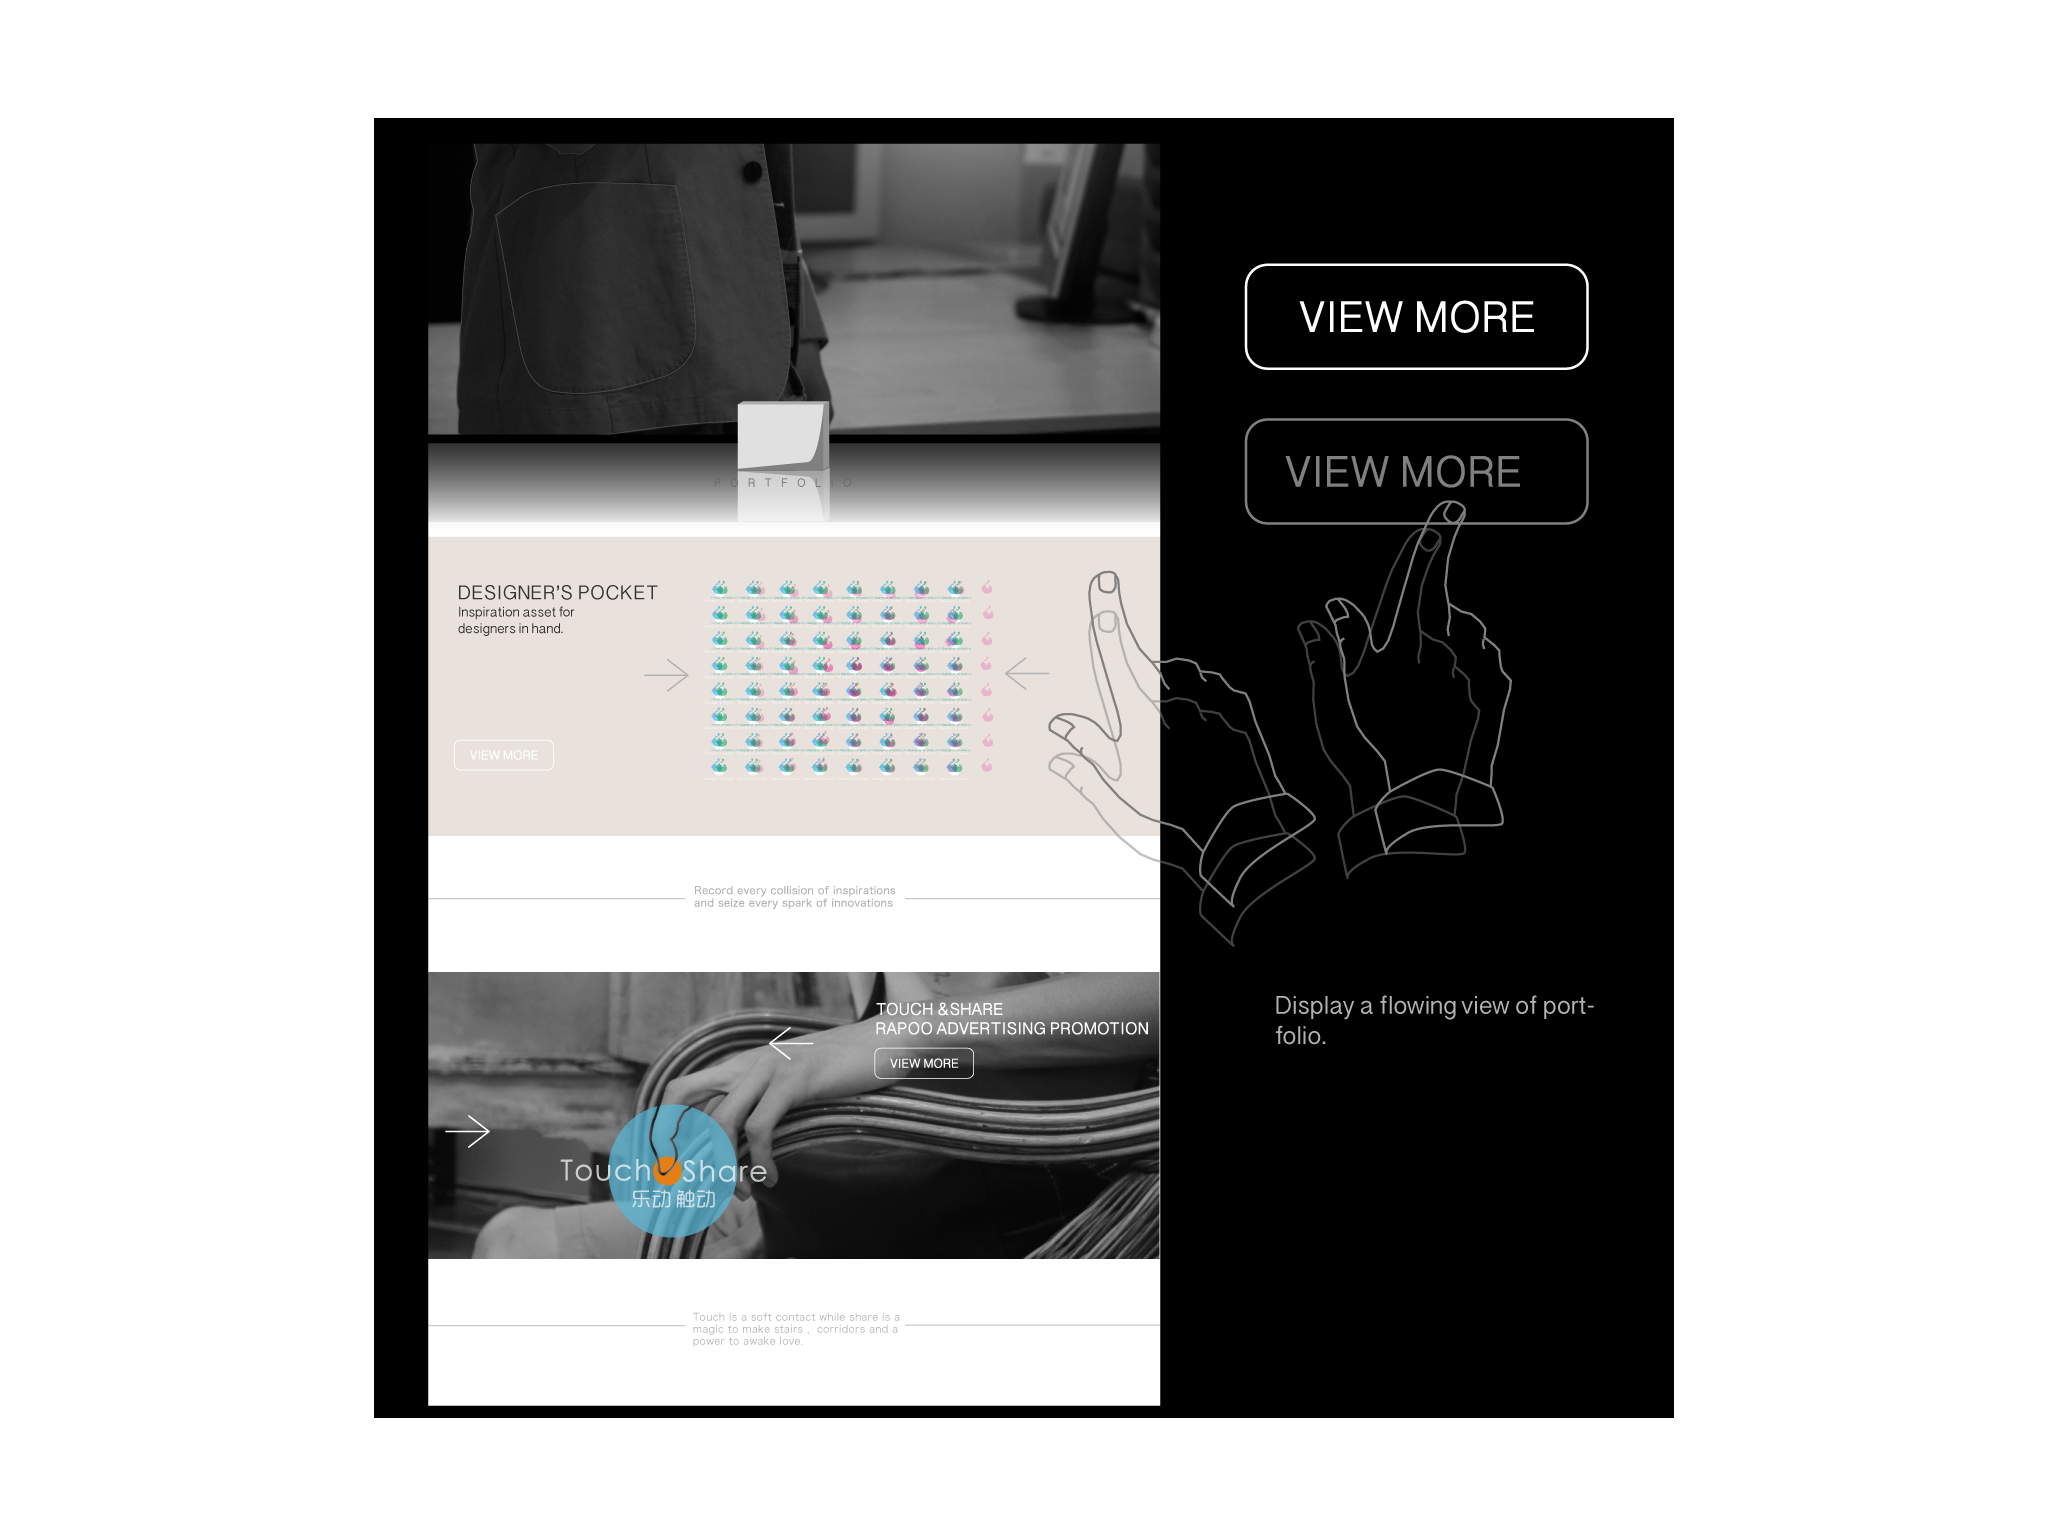 VIEW MORE
VIEW MORE
PORTFOLIO
DESIGNER'S POCKET
Inspiration asset for
designers in hand.
VIEW MORE
Record every collision of inspirations
and seize every spark of innovations
TOUCH &SHARE
RAPOO ADVERTISING PROMOTION
VIEW MORE
Touch Share
乐动 触动
Display a flowing view of port-
folio.
Touch is a soft contact while share is a
magic to make stairs , corridors and a
power to awake love.